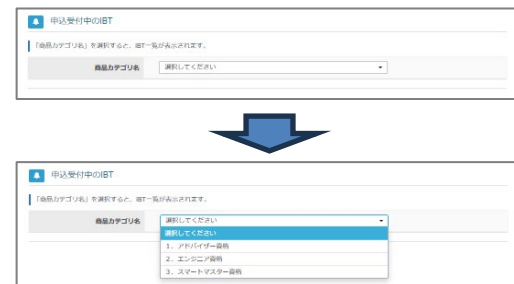 申込受付中のIBT
「商品カテゴリ名」を選択すると、IBT一覧が表示されます。
商品カテゴリ名 選択してください
申込受付中のIBT
「商品カテゴリ名」を選択すると、IBT一覧が表示されます。
商品カテゴリ名 選択してください
選択してください
1. アドバイザー資格
2. エンジニア資格
3. スマートマスター資格